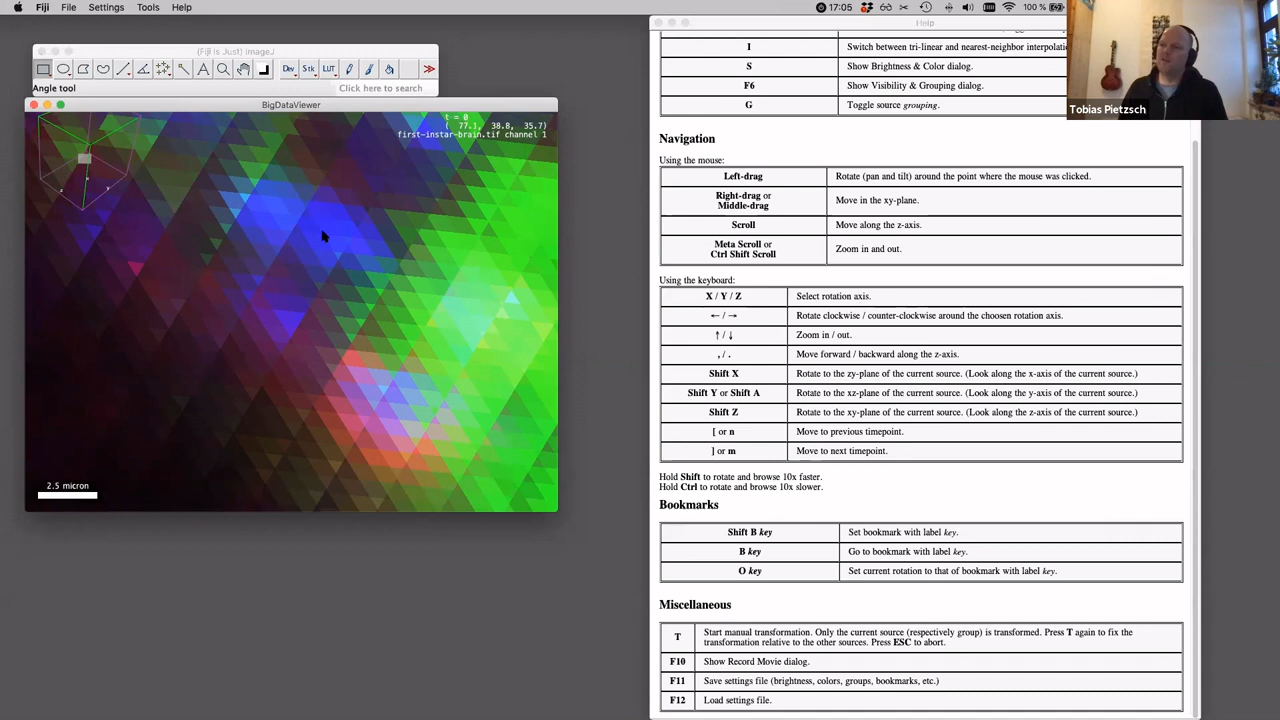 Fiji File Settings Tools Help
17:05
100 %
(Fiji Is Just) ImageJ
Dev Stk LUT
Angle tool
Click here to search
BigDataViewer
t = 0
( 77.1, 38.8, 35.7)
first-instar-brain.tif channel 1
z
x
y
2.5 micron
Help
Tobias Pietzsch
I Switch between tri-linear and nearest-neighbor interpolati
S Show Brightness & Color dialog.
F6 Show Visibility & Grouping dialog.
G Toggle source grouping.
Navigation
Using the mouse:
Left-drag Rotate (pan and tilt) around the point where the mouse was clicked.
Right-drag or
Middle-drag Move in the xy-plane.
Scroll Move along the z-axis.
Meta Scroll or
Ctrl Shift Scroll Zoom in and out.
Using the keyboard:
X / Y / Z Select rotation axis.
← / → Rotate clockwise / counter-clockwise around the choosen rotation axis.
↑ / ↓ Zoom in / out.
, / . Move forward / backward along the z-axis.
Shift X Rotate to the zy-plane of the current source. (Look along the x-axis of the current source.)
Shift Y or Shift A Rotate to the xz-plane of the current source. (Look along the y-axis of the current source.)
Shift Z Rotate to the xy-plane of the current source. (Look along the z-axis of the current source.)
[ or n Move to previous timepoint.
] or m Move to next timepoint.
Hold Shift to rotate and browse 10x faster.
Hold Ctrl to rotate and browse 10x slower.
Bookmarks
Shift B key Set bookmark with label key.
B key Go to bookmark with label key.
O key Set current rotation to that of bookmark with label key.
Miscellaneous
T Start manual transformation. Only the current source (respectively group) is transformed. Press T again to fix the
transformation relative to the other sources. Press ESC to abort.
F10 Show Record Movie dialog.
F11 Save settings file (brightness, colors, groups, bookmarks, etc.)
F12 Load settings file.